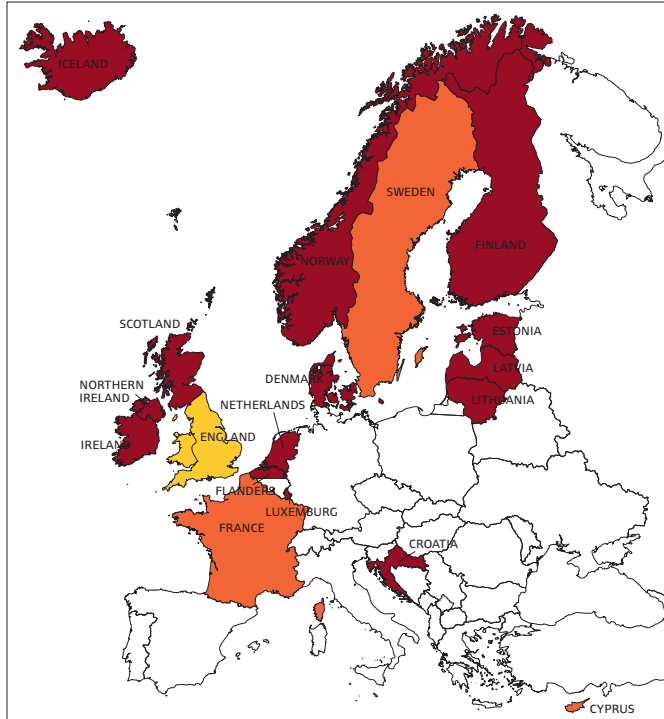 ICELAND
SWEDEN
NORWAY
FINLAND
SCOTLAND
ESTONIA
LATVIA
DENMARK
NORTHERN
IRELAND
LITHUANIA
NETHERLANDS
ENGLAND
IRELAND
FLANDERS
LUXEMBURG
FRANCE
CROATIA
CYPRUS